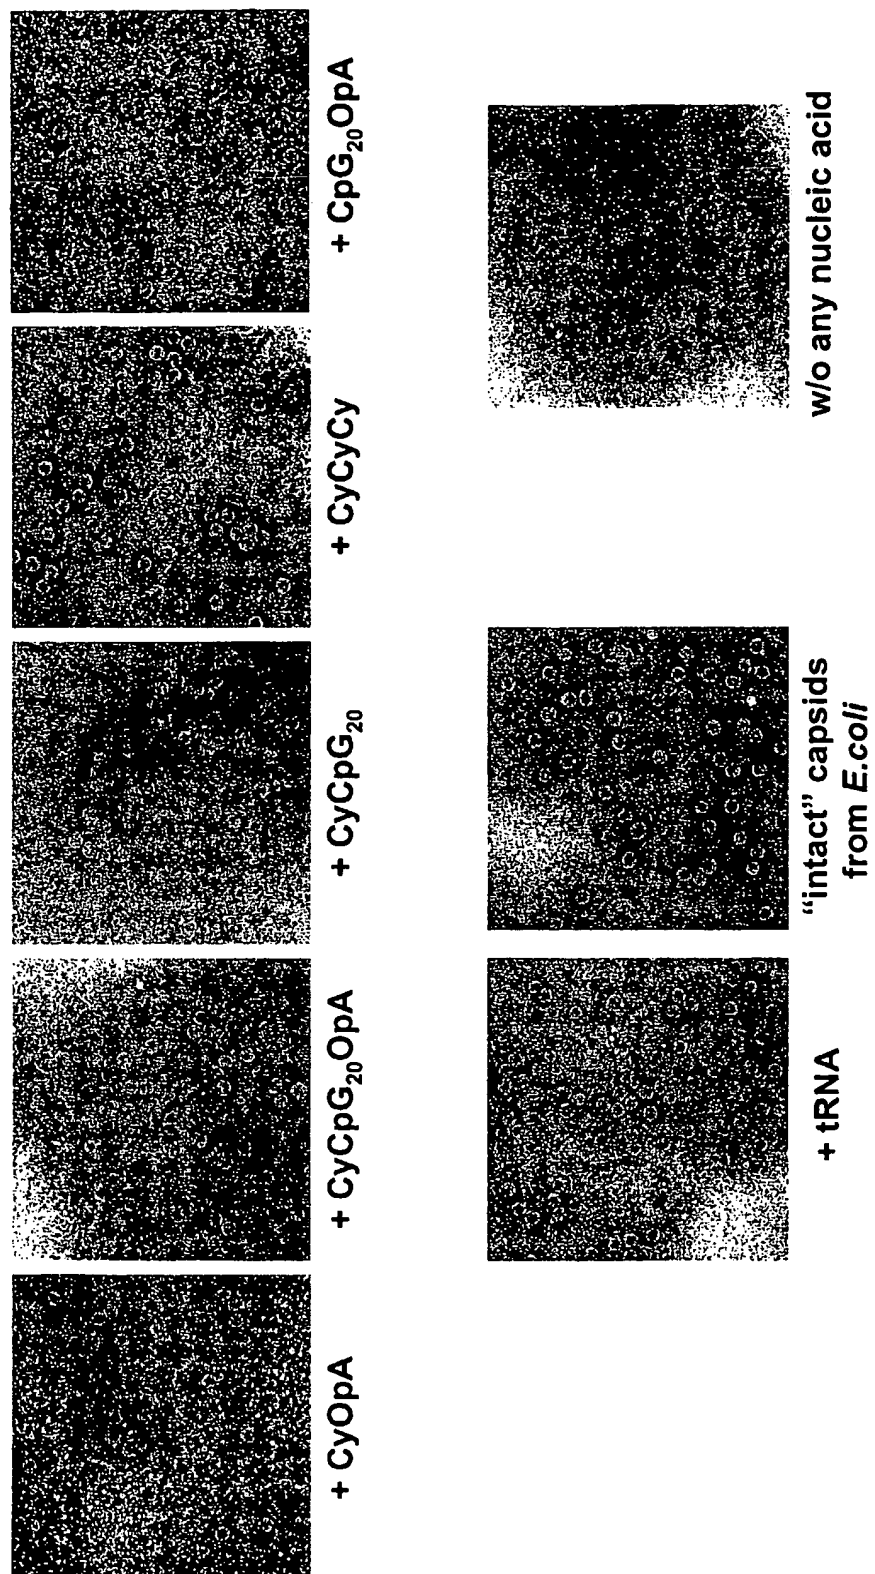 + CyOpA
+ CyCpG₂₀OpA
+ CyCpG₂₀
+ CyCyCy
+ CpG₂₀OpA
+ tRNA
“intact” capsids
from E.coli
w/o any nucleic acid